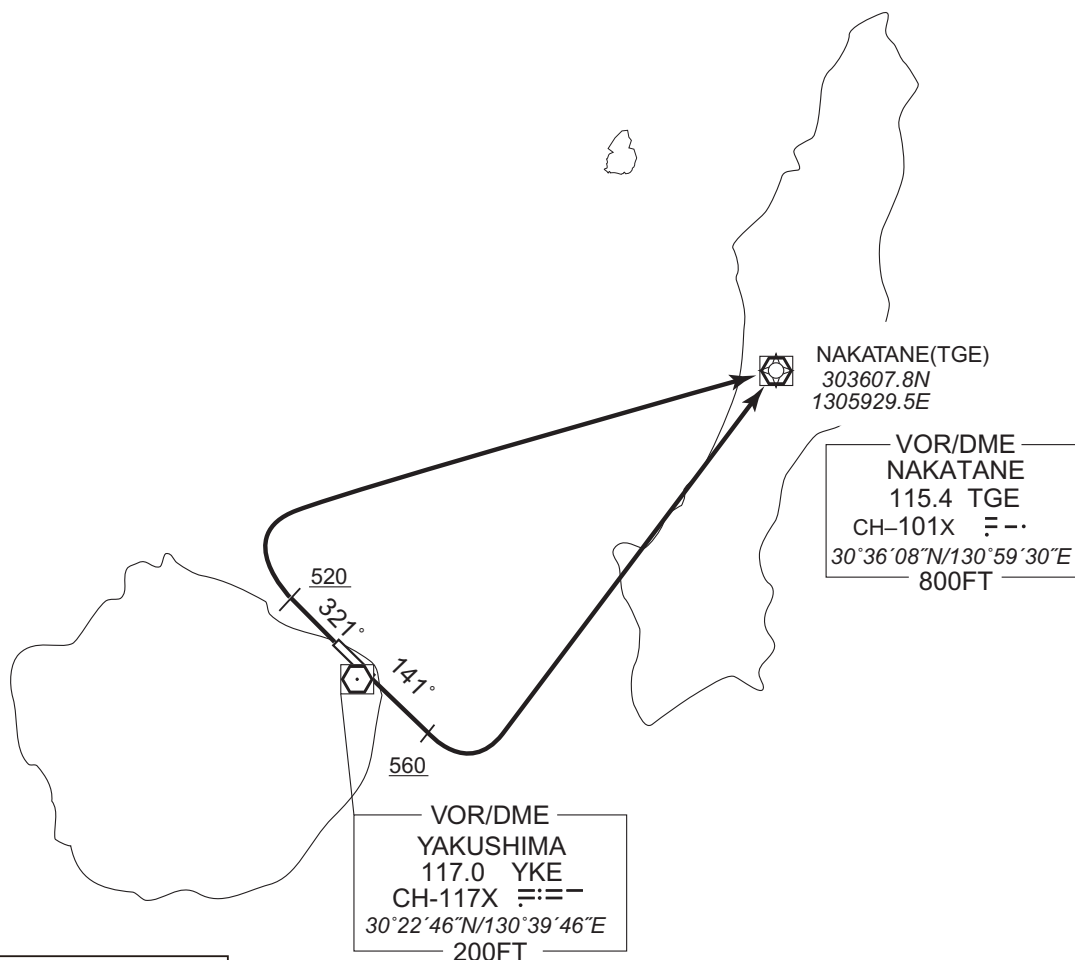 NAKATANE(TGE)
303607.8N
1305929.5E
VOR/DME
NAKATANE
115.4 TGE
CH–101X
30°36′08″N/130°59′30″E
800FT
520
321°
141°
560
VOR/DME
YAKUSHIMA
117.0 YKE
CH-117X
30°22′46″N/130°39′46″E
200FT